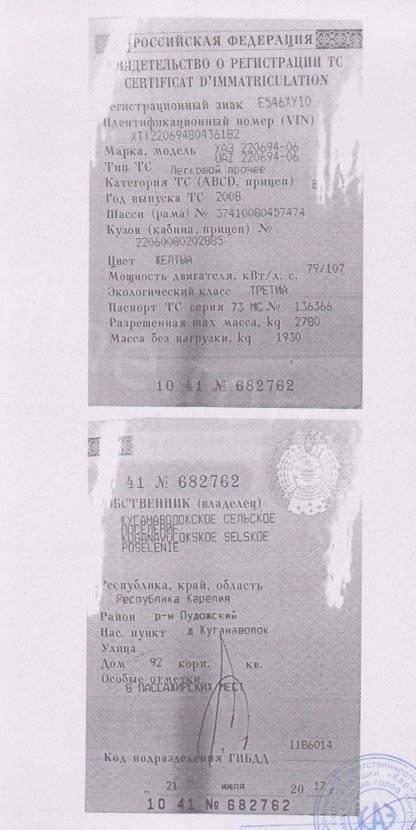 РОССИЙСКАЯ ФЕДЕРАЦИЯ
СВИДЕТЕЛЬСТВО О РЕГИСТРАЦИИ ТС
CERTIFICAT D'IMMATRICULATION
Регистрационный знак Е546ХУ10
Идентификационный номер (VIN)
ХТТ22069480436182
Марка, модель УАЗ 220694-06
UAZ 220694-06
Тип ТС Легковой прочее
Категория ТС (ABCD, прицеп) B
Год выпуска ТС 2008
Шасси (рама) № 37410080457474
Кузов (кабина, прицеп) №
22060080202885
Цвет ЖЕЛТЫЙ
Мощность двигателя, кВт/л. с. 79/107
Экологический класс ТРЕТИЙ
Паспорт ТС серия 73 МС № 136366
Разрешенная max масса, kg 2780
Масса без нагрузки, kg 1930
10 41 № 682762
41 № 682762
СОБСТВЕННИК (владелец)
КУГАНАВОЛОКСКОЕ СЕЛЬСКОЕ
ПОСЕЛЕНИЕ
KUGANAVOLOKSKOE SELSKOE
POSELENIE
Республика, край, область
Республика Карелия
Район р-н Пудожский
Нас. пункт д Куганаволок
Улица
Дом 92 корп. кв.
Особые отметки
8 ПАССАЖИРСКИХ МЕСТ
1186014
Код подразделения ГИБДД
„ 21 " июля 20 17 г.
10 41 № 682762